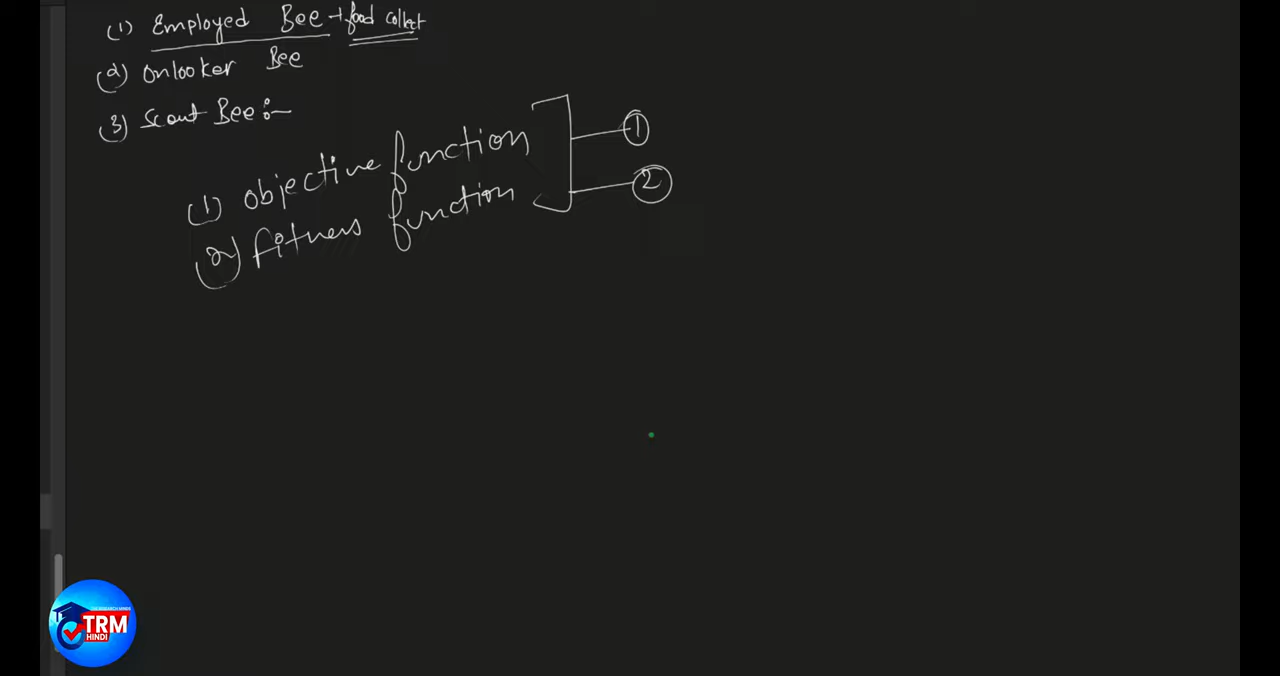 (1) Employed Bee → food collect
(2) Onlooker Bee
(3) Scout Bee :-
(1) objective function
(2) fitness function
1
2
TRM
HINDI